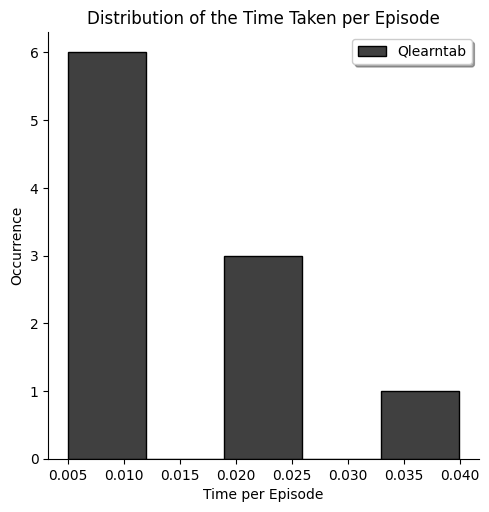 Distribution of the Time Taken per Episode
Qlearntab
Occurrence
6
5
4
3
2
1
0
0.005 0.010 0.015 0.020 0.025 0.030 0.035 0.040
Time per Episode